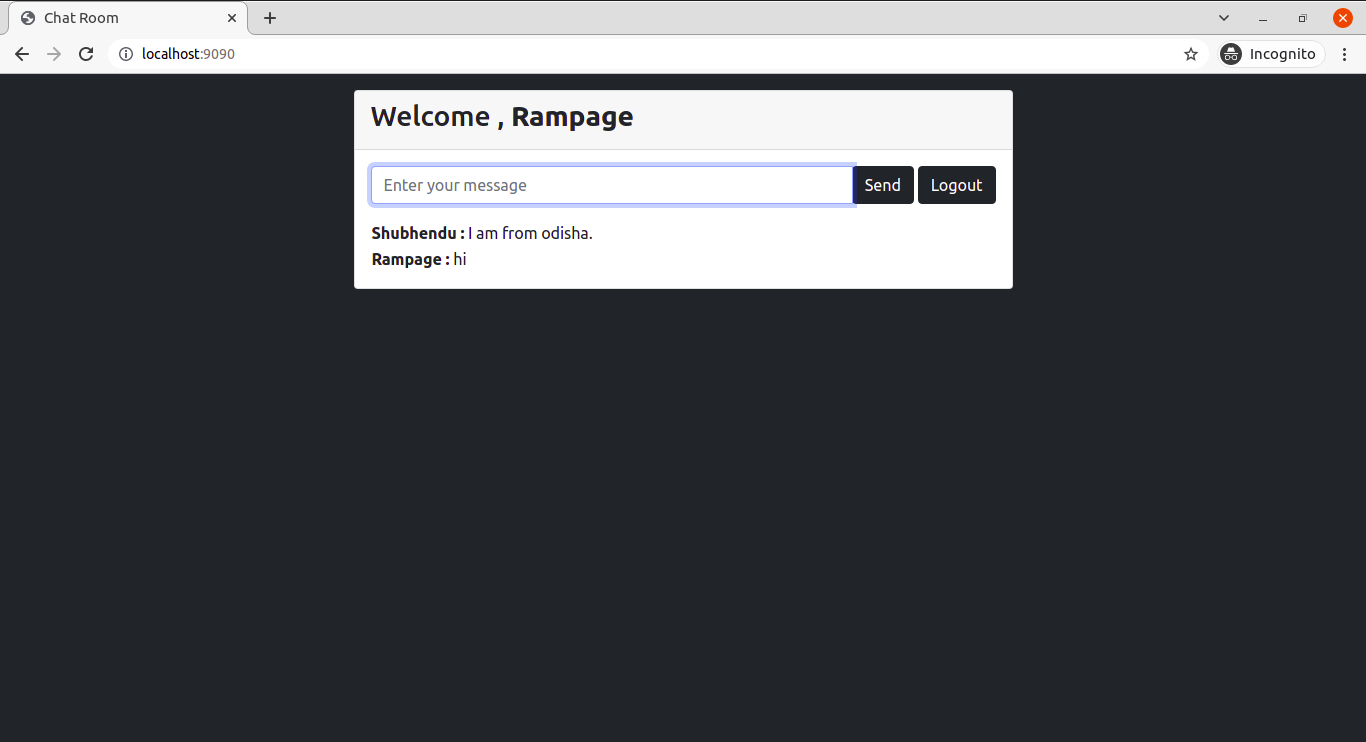 Chat Room
localhost:9090
Incognito
Welcome , Rampage
Enter your message
Send
Logout
Shubhendu : I am from odisha.
Rampage : hi